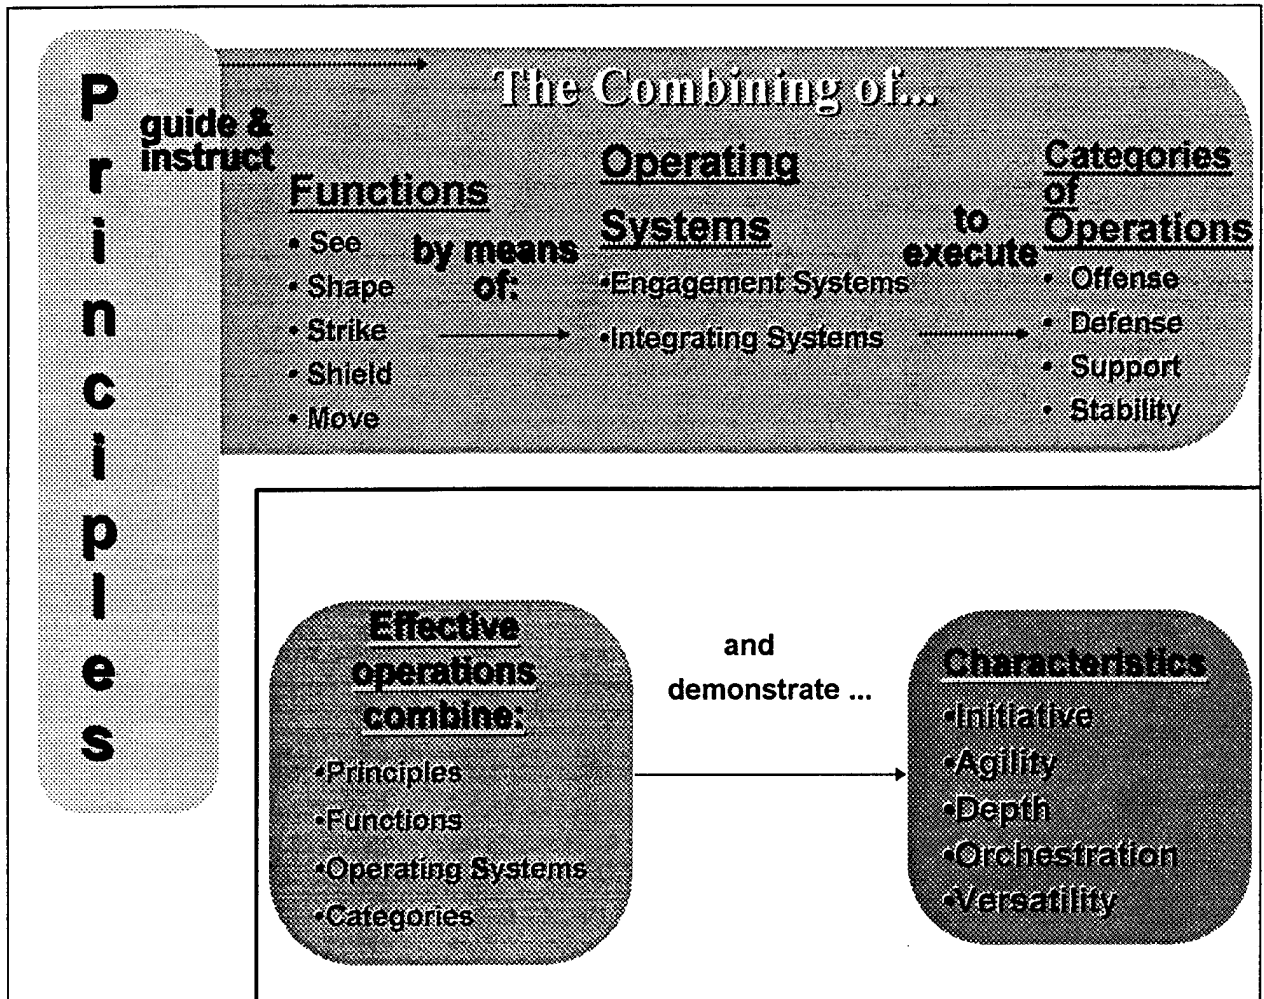 Principles
guide &
instruct
The Combining of...
Functions
• See
• Shape
• Strike
• Shield
• Move
by means
of:
Operating
Systems
•Engagement Systems
•Integrating Systems
to
execute
Categories
of
Operations
• Offense
• Defense
• Support
• Stability
Effective
operations
combine:
•Principles
•Functions
•Operating Systems
•Categories
and
demonstrate ...
Characteristics
•Initiative
•Agility
•Depth
•Orchestration
•Versatility